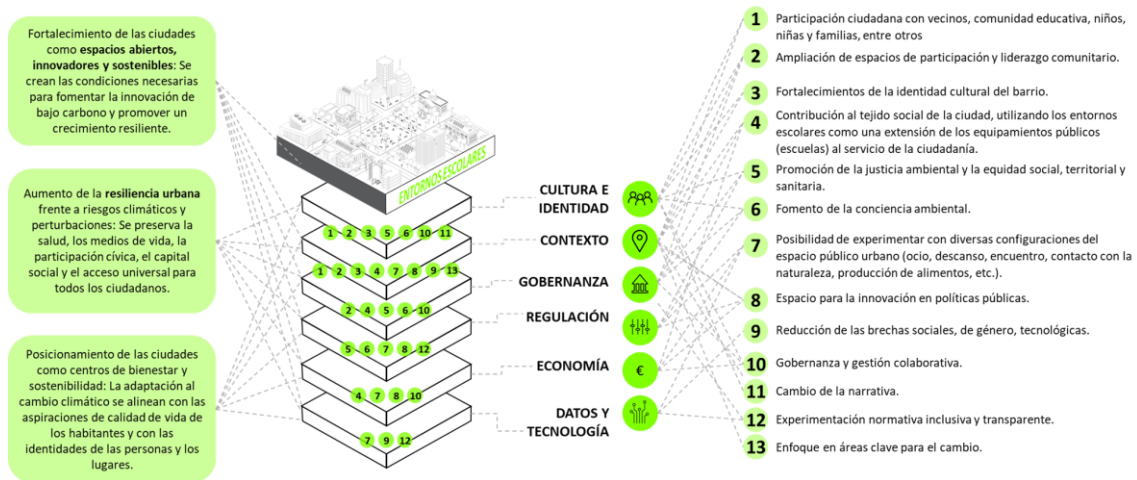 Fortalecimiento de las ciudades
como espacios abiertos,
innovadores y sostenibles: Se
crean las condiciones necesarias
para fomentar la innovación de
bajo carbono y promover un
crecimiento resiliente.
Aumento de la resiliencia urbana
frente a riesgos climáticos y
perturbaciones: Se preserva la
salud, los medios de vida, la
participación cívica, el capital
social y el acceso universal para
todos los ciudadanos.
Posicionamiento de las ciudades
como centros de bienestar y
sostenibilidad: La adaptación al
cambio climático se alinean con las
aspiraciones de calidad de vida de
los habitantes y con las
identidades de las personas y los
lugares.
ENTORNOS ESCOLARES
1 2 3 5 6 10 11
1 2 3 4 7 8 9 13
2 4 5 6 10
5 6 7 8 12
4 7 8 10
7 9 12
CULTURA E
IDENTIDAD
CONTEXTO
GOBERNANZA
REGULACIÓN
ECONOMÍA
€
DATOS Y
TECNOLOGÍA
1 Participación ciudadana con vecinos, comunidad educativa, niños,
niñas y familias, entre otros
2 Ampliación de espacios de participación y liderazgo comunitario.
3 Fortalecimientos de la identidad cultural del barrio.
4 Contribución al tejido social de la ciudad, utilizando los entornos
escolares como una extensión de los equipamientos públicos
(escuelas) al servicio de la ciudadanía.
5 Promoción de la justicia ambiental y la equidad social, territorial y
sanitaria.
6 Fomento de la conciencia ambiental.
7 Posibilidad de experimentar con diversas configuraciones del
espacio público urbano (ocio, descanso, encuentro, contacto con la
naturaleza, producción de alimentos, etc.).
8 Espacio para la innovación en políticas públicas.
9 Reducción de las brechas sociales, de género, tecnológicas.
10 Gobernanza y gestión colaborativa.
11 Cambio de la narrativa.
12 Experimentación normativa inclusiva y transparente.
13 Enfoque en áreas clave para el cambio.